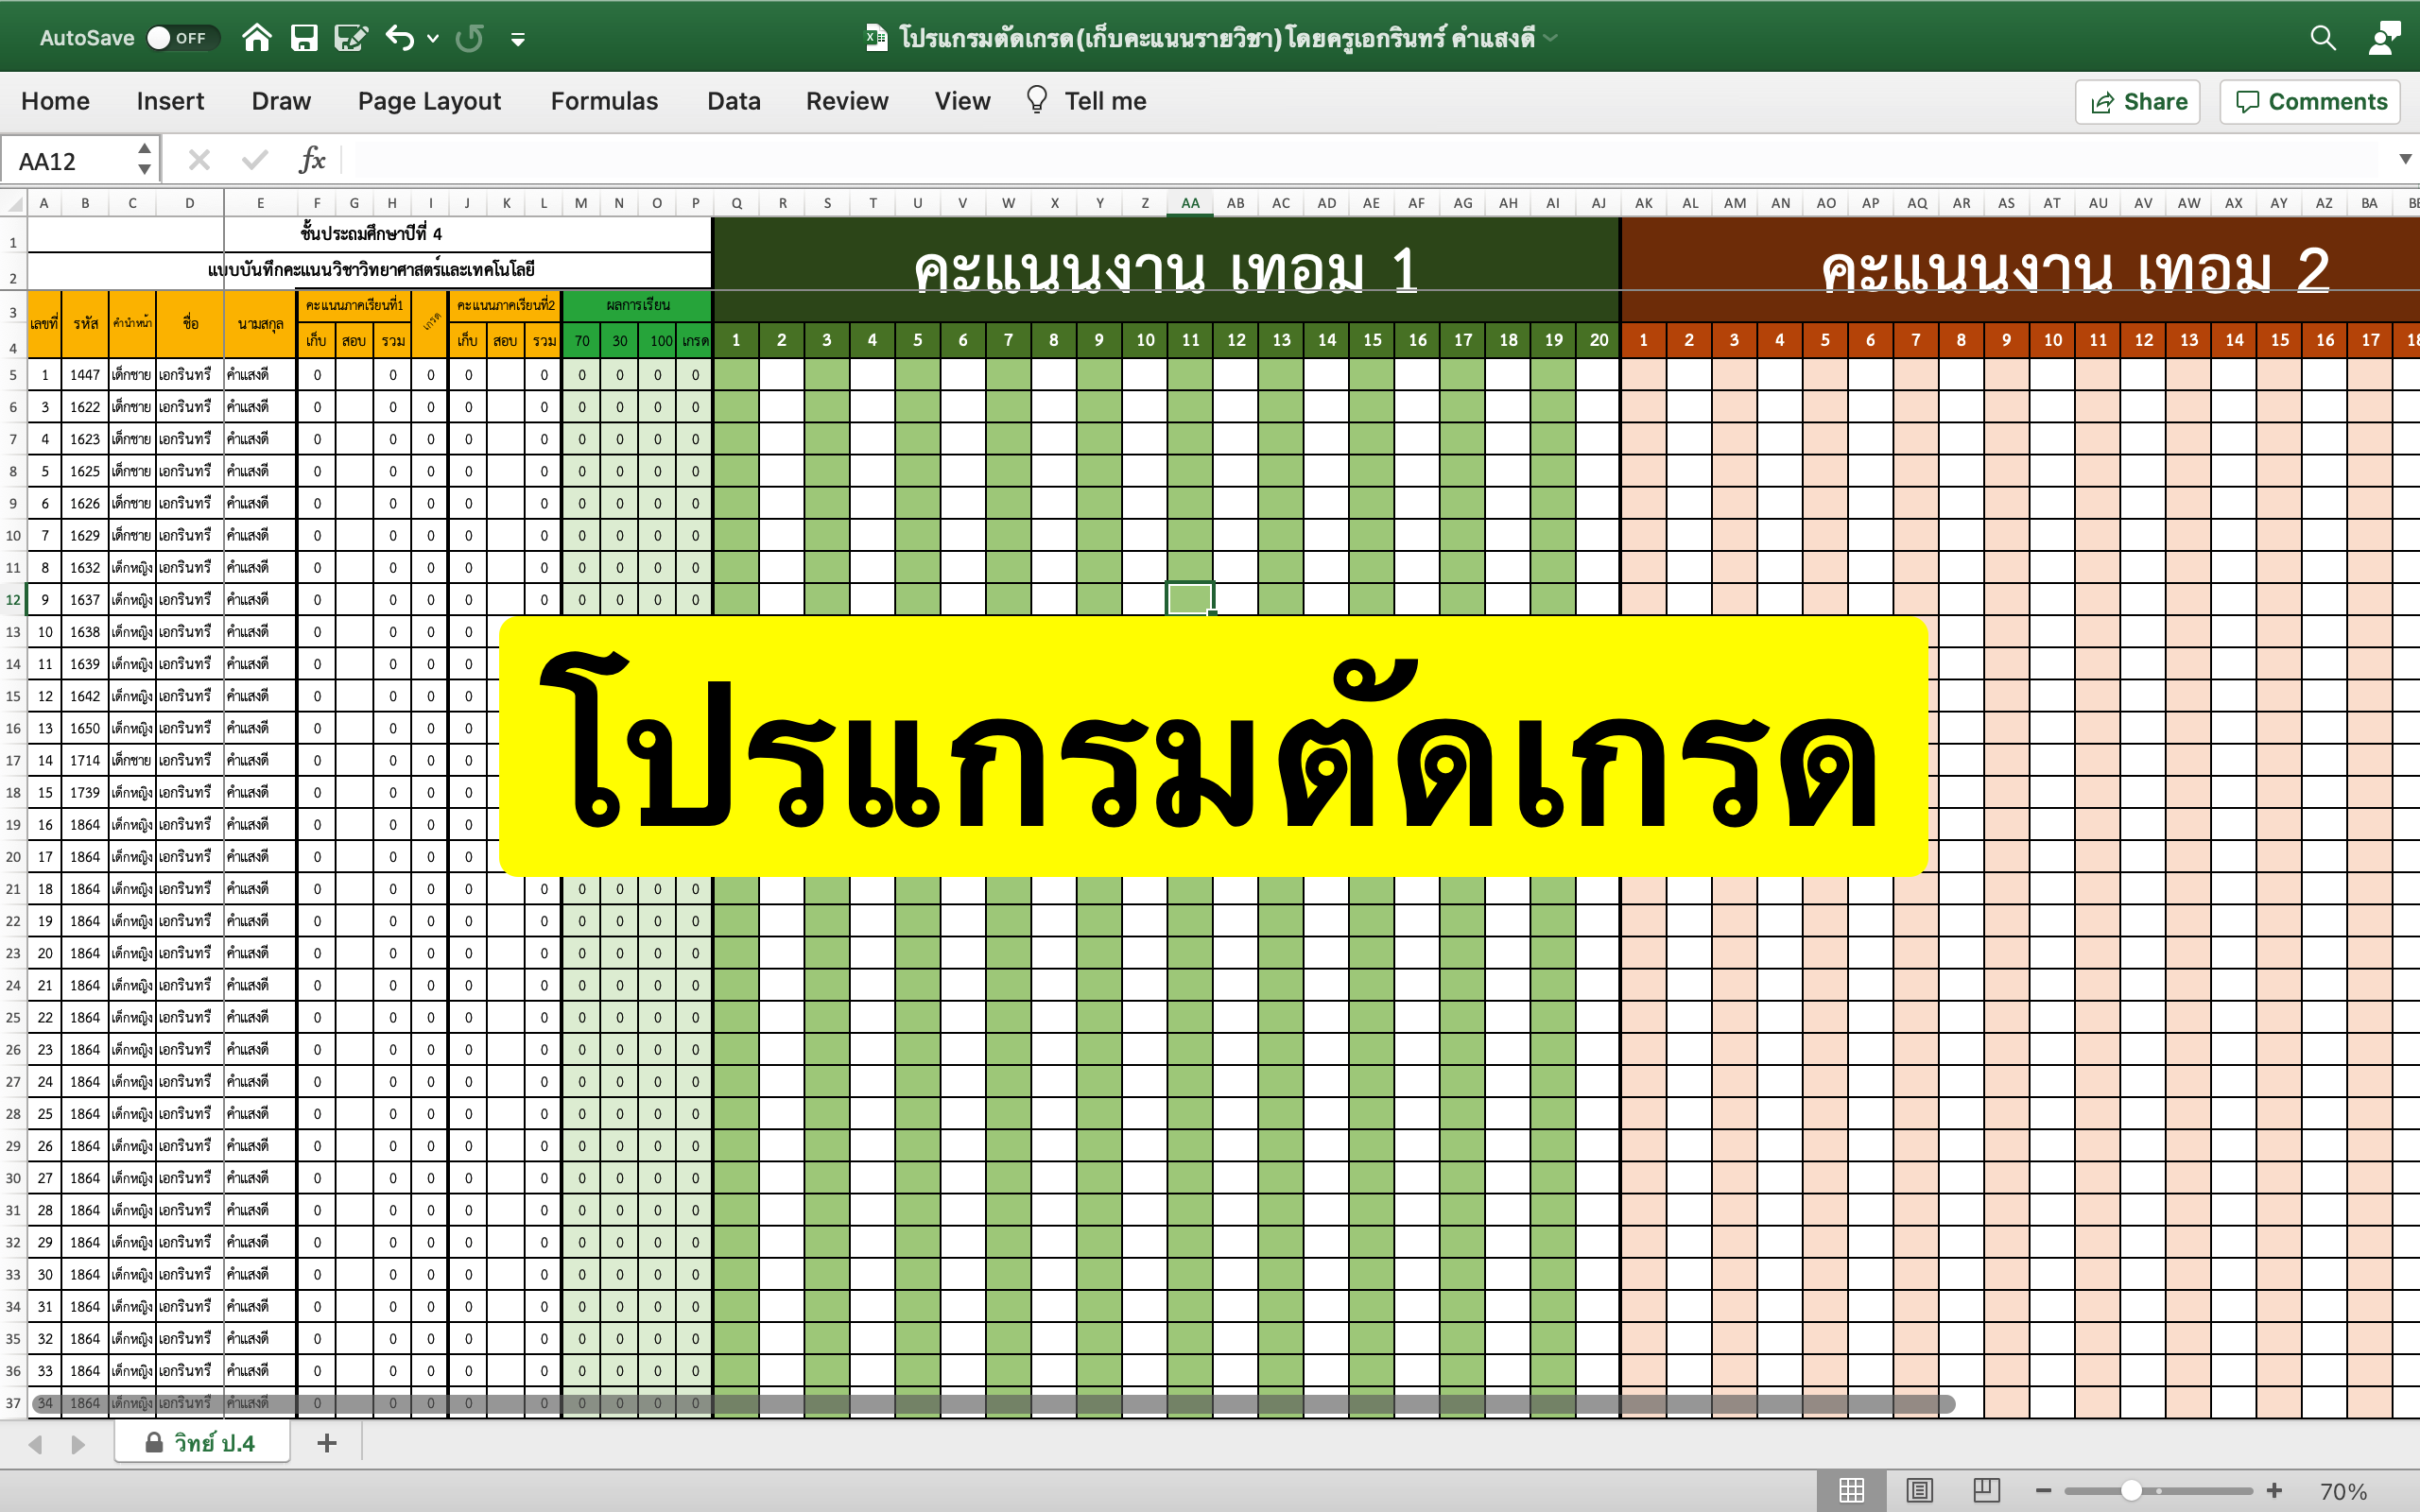 AutoSave OFF โปรแกรมตัดเกรด(เก็บคะแนนรายวิชา)โดยครูเอกรินทร์ คำแสงดี
Home Insert Draw Page Layout Formulas Data Review View Tell me Share Comments
AA12 fx
A B C D E F G H I J K L M N O P Q R S T U V W X Y Z AA AB AC AD AE AF AG AH AI AJ AK AL AM AN AO AP AQ AR AS AT AU AV AW AX AY AZ BA
1 ชั้นประถมศึกษาปีที่ 4
2 แบบบันทึกคะแนนวิชาวิทยาศาสตร์และเทคโนโลยี
คะแนนงาน เทอม 1 คะแนนงาน เทอม 2
3 เลขที่ รหัส คำนำหน้า ชื่อ นามสกุล คะแนนภาคเรียนที่1 เกรด คะแนนภาคเรียนที่2 ผลการเรียน
4 เก็บ สอบ รวม เก็บ สอบ รวม 70 30 100 เกรด 1 2 3 4 5 6 7 8 9 10 11 12 13 14 15 16 17 18 19 20 1 2 3 4 5 6 7 8 9 10 11 12 13 14 15 16 17 18
5 1 1447 เด็กชาย เอกรินทรี คำแสงดี 0 0 0 0 0 0 0 0 0
6 3 1622 เด็กชาย เอกรินทรี คำแสงดี 0 0 0 0 0 0 0 0 0
7 4 1623 เด็กชาย เอกรินทรี คำแสงดี 0 0 0 0 0 0 0 0 0
8 5 1625 เด็กชาย เอกรินทรี คำแสงดี 0 0 0 0 0 0 0 0 0
9 6 1626 เด็กชาย เอกรินทรี คำแสงดี 0 0 0 0 0 0 0 0 0
10 7 1629 เด็กชาย เอกรินทรี คำแสงดี 0 0 0 0 0 0 0 0 0
11 8 1632 เด็กหญิง เอกรินทรี คำแสงดี 0 0 0 0 0 0 0 0 0
12 9 1637 เด็กหญิง เอกรินทรี คำแสงดี 0 0 0 0 0 0 0 0 0
13 10 1638 เด็กหญิง เอกรินทรี คำแสงดี 0 0 0 0
14 11 1639 เด็กหญิง เอกรินทรี คำแสงดี 0 0 0 0
15 12 1642 เด็กหญิง เอกรินทรี คำแสงดี 0 0 0 0
16 13 1650 เด็กหญิง เอกรินทรี คำแสงดี 0 0 0 0
17 14 1714 เด็กชาย เอกรินทรี คำแสงดี 0 0 0 0
18 15 1739 เด็กหญิง เอกรินทรี คำแสงดี 0 0 0 0
19 16 1864 เด็กหญิง เอกรินทรี คำแสงดี 0 0 0 0
20 17 1864 เด็กหญิง เอกรินทรี คำแสงดี 0 0 0 0
โปรแกรมตัดเกรด
21 18 1864 เด็กหญิง เอกรินทรี คำแสงดี 0 0 0 0 0 0 0 0 0
22 19 1864 เด็กหญิง เอกรินทรี คำแสงดี 0 0 0 0 0 0 0 0 0
23 20 1864 เด็กหญิง เอกรินทรี คำแสงดี 0 0 0 0 0 0 0 0 0
24 21 1864 เด็กหญิง เอกรินทรี คำแสงดี 0 0 0 0 0 0 0 0 0
25 22 1864 เด็กหญิง เอกรินทรี คำแสงดี 0 0 0 0 0 0 0 0 0
26 23 1864 เด็กหญิง เอกรินทรี คำแสงดี 0 0 0 0 0 0 0 0 0
27 24 1864 เด็กหญิง เอกรินทรี คำแสงดี 0 0 0 0 0 0 0 0 0
28 25 1864 เด็กหญิง เอกรินทรี คำแสงดี 0 0 0 0 0 0 0 0 0
29 26 1864 เด็กหญิง เอกรินทรี คำแสงดี 0 0 0 0 0 0 0 0 0
30 27 1864 เด็กหญิง เอกรินทรี คำแสงดี 0 0 0 0 0 0 0 0 0
31 28 1864 เด็กหญิง เอกรินทรี คำแสงดี 0 0 0 0 0 0 0 0 0
32 29 1864 เด็กหญิง เอกรินทรี คำแสงดี 0 0 0 0 0 0 0 0 0
33 30 1864 เด็กหญิง เอกรินทรี คำแสงดี 0 0 0 0 0 0 0 0 0
34 31 1864 เด็กหญิง เอกรินทรี คำแสงดี 0 0 0 0 0 0 0 0 0
35 32 1864 เด็กหญิง เอกรินทรี คำแสงดี 0 0 0 0 0 0 0 0 0
36 33 1864 เด็กหญิง เอกรินทรี คำแสงดี 0 0 0 0 0 0 0 0 0
37 34 1864 เด็กหญิง เอกรินทรี คำแสงดี 0 0 0 0 0 0 0 0 0
วิทย์ ป.4
70%